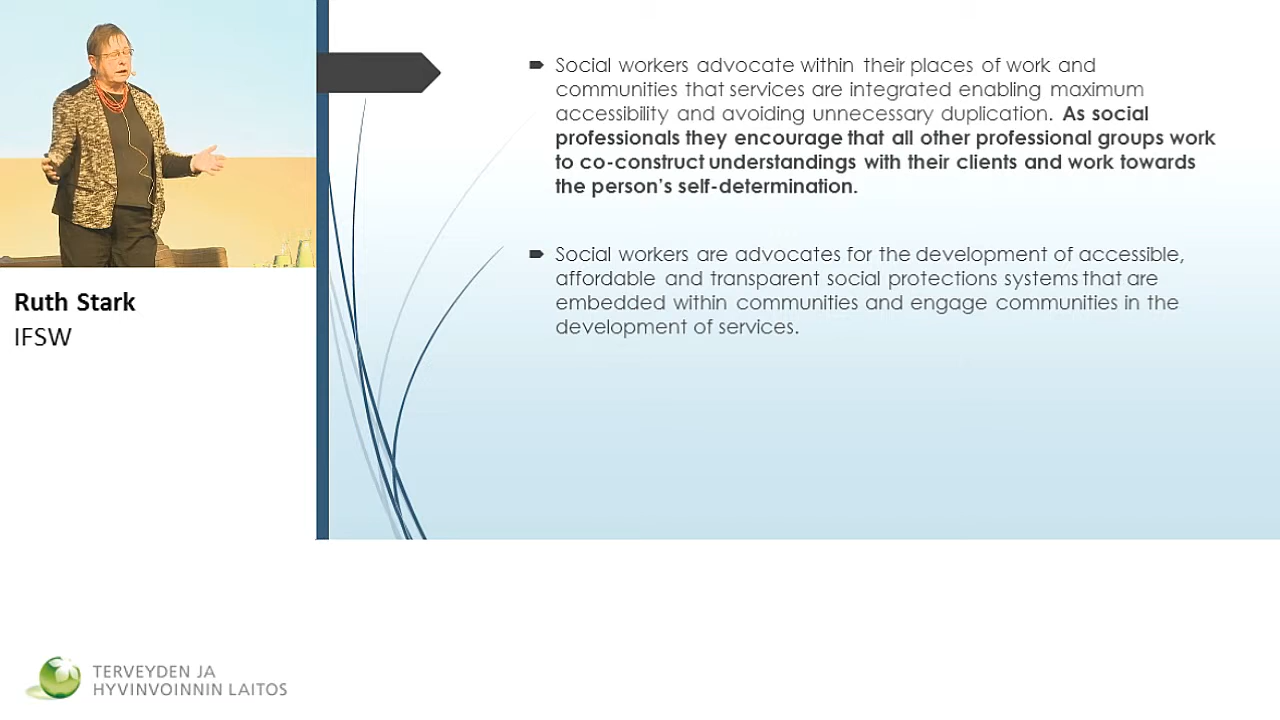 Ruth Stark
IFSW
Social workers advocate within their places of work and
communities that services are integrated enabling maximum
accessibility and avoiding unnecessary duplication. As social
professionals they encourage that all other professional groups work
to co-construct understandings with their clients and work towards
the person's self-determination.
Social workers are advocates for the development of accessible,
affordable and transparent social protections systems that are
embedded within communities and engage communities in the
development of services.
TERVEYDEN JA
HYVINVOINNIN LAITOS